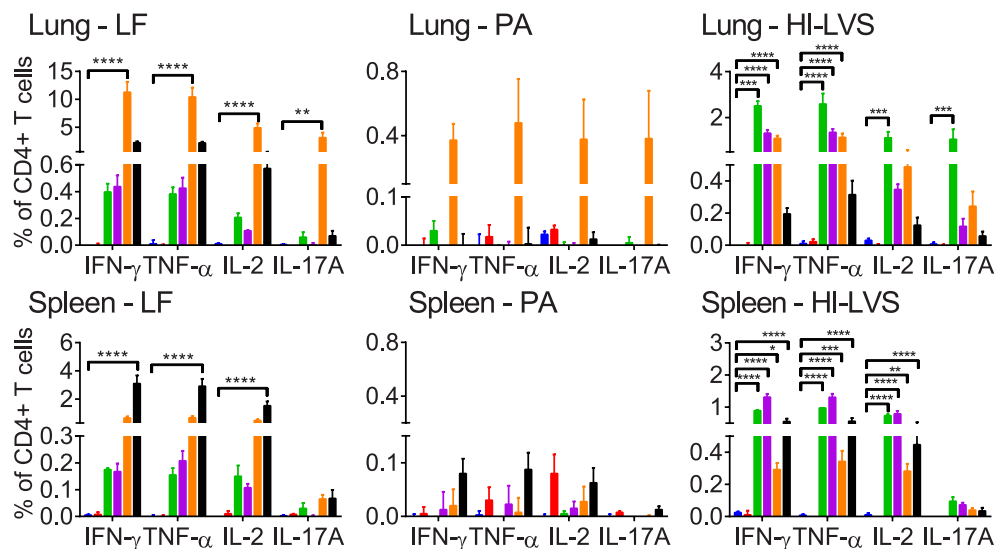 Lung - LF
Lung - PA
Lung - HI-LVS
% of CD4+ T cells
15
10
5
0.6
0.4
0.2
0.0
**** **** **** **
IFN-γ TNF-α IL-2 IL-17A
0.8
0.4
0.1
0.0
IFN-γ TNF-α IL-2 IL-17A
4
2
0.4
0.2
0.0
**** **** *** **** **** **** *** ***
IFN-γ TNF-α IL-2 IL-17A
Spleen - LF
Spleen - PA
Spleen - HI-LVS
% of CD4+ T cells
6
4
2
0.3
0.2
0.1
0.0
**** **** ****
IFN-γ TNF-α IL-2 IL-17A
0.8
0.4
0.2
0.1
0.0
IFN-γ TNF-α IL-2 IL-17A
3
2
1
0.6
0.4
0.2
0.0
**** * **** **** **** *** **** **** **** ** **** ****
IFN-γ TNF-α IL-2 IL-17A